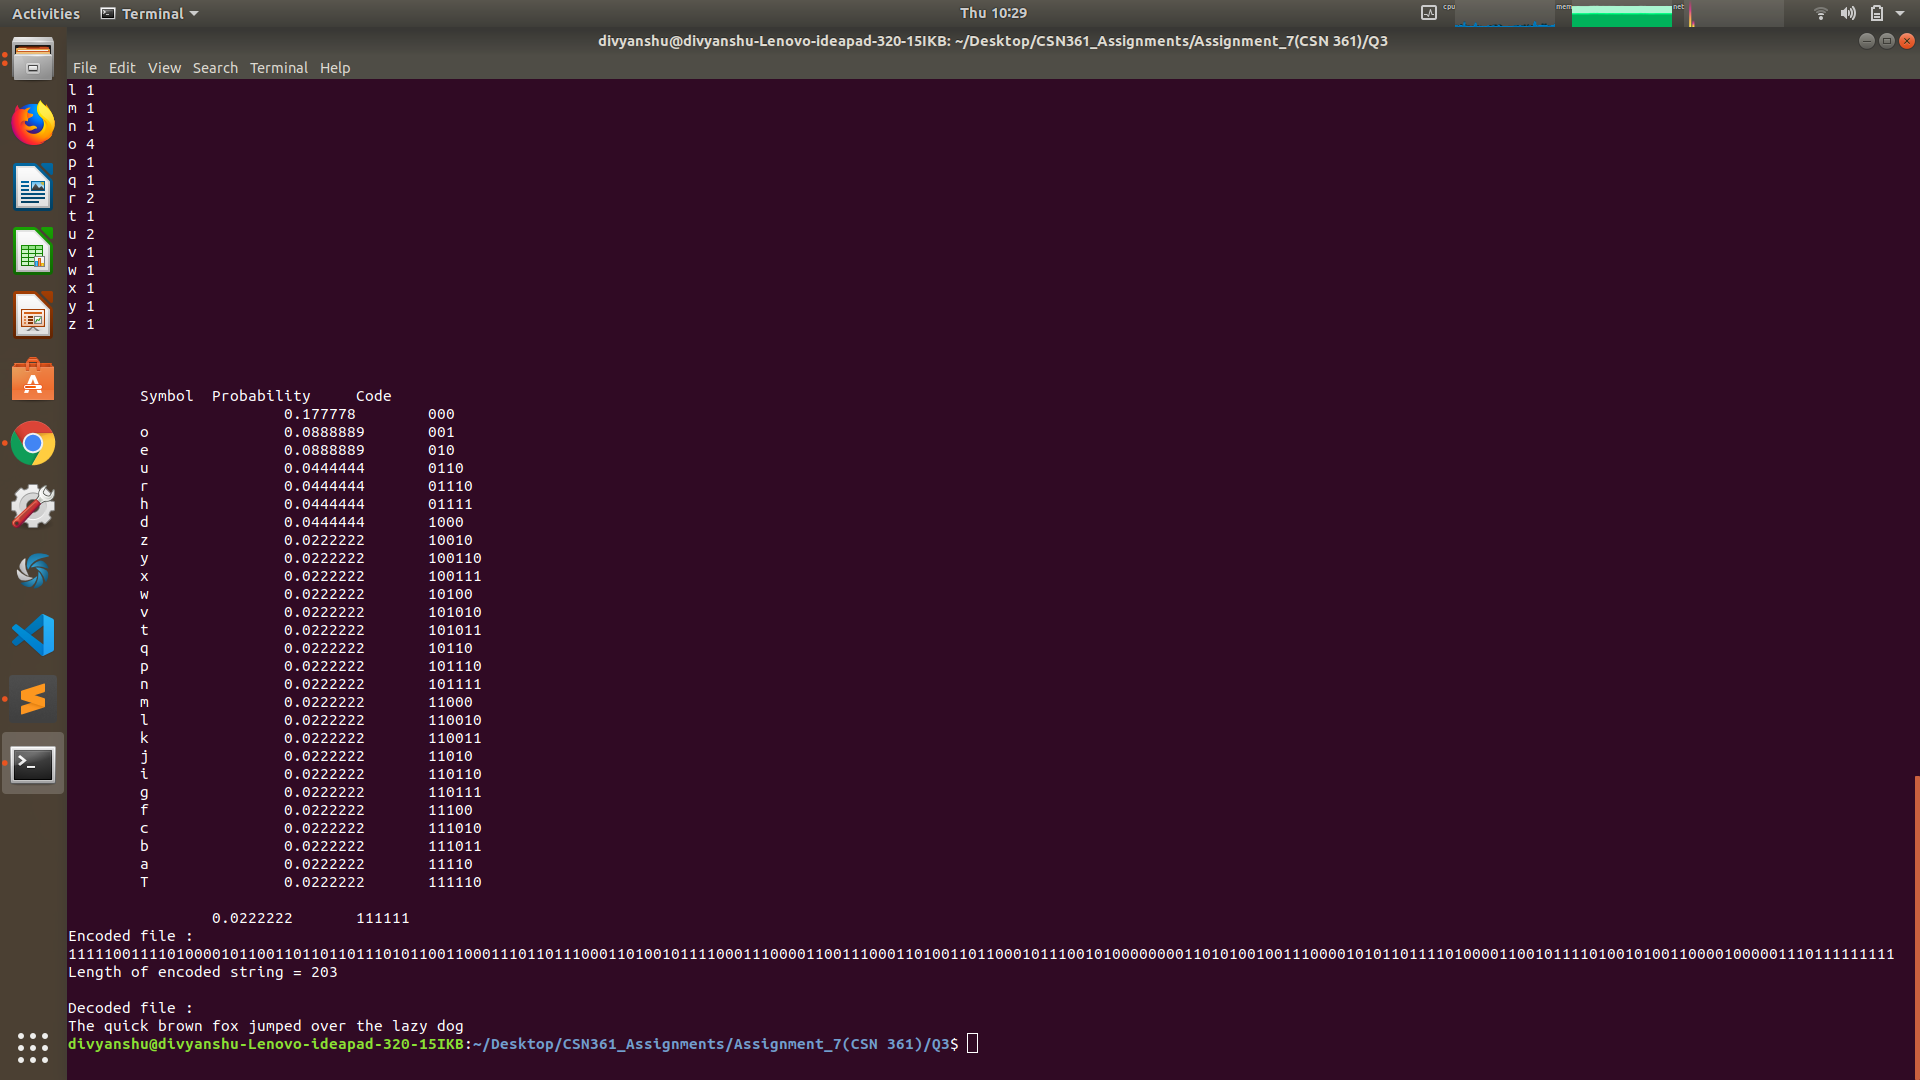 Activities
Terminal
Thu 10:29
cpu
mem
net
divyanshu@divyanshu-Lenovo-ideapad-320-15IKB: ~/Desktop/CSN361_Assignments/Assignment_7(CSN 361)/Q3
File Edit View Search Terminal Help
l 1
m 1
n 1
o 4
p 1
q 1
r 2
t 1
u 2
v 1
w 1
x 1
y 1
z 1
Symbol Probability Code
0.177778 000
o 0.0888889 001
e 0.0888889 010
u 0.0444444 0110
r 0.0444444 01110
h 0.0444444 01111
d 0.0444444 1000
z 0.0222222 10010
y 0.0222222 100110
x 0.0222222 100111
w 0.0222222 10100
v 0.0222222 101010
t 0.0222222 101011
q 0.0222222 10110
p 0.0222222 101110
n 0.0222222 101111
m 0.0222222 11000
l 0.0222222 110010
k 0.0222222 110011
j 0.0222222 11010
i 0.0222222 110110
g 0.0222222 110111
f 0.0222222 11100
c 0.0222222 111010
b 0.0222222 111011
a 0.0222222 11110
T 0.0222222 111110
0.0222222 111111
Encoded file :
11111001111010000101100110110110111010110011000111011011100011010010111100011100001100111000110100110110001011100101000000001101010010011100001010110111101000011001011110100101001100001000001110111111111
Length of encoded string = 203
Decoded file :
The quick brown fox jumped over the lazy dog
divyanshu@divyanshu-Lenovo-ideapad-320-15IKB:~/Desktop/CSN361_Assignments/Assignment_7(CSN 361)/Q3$